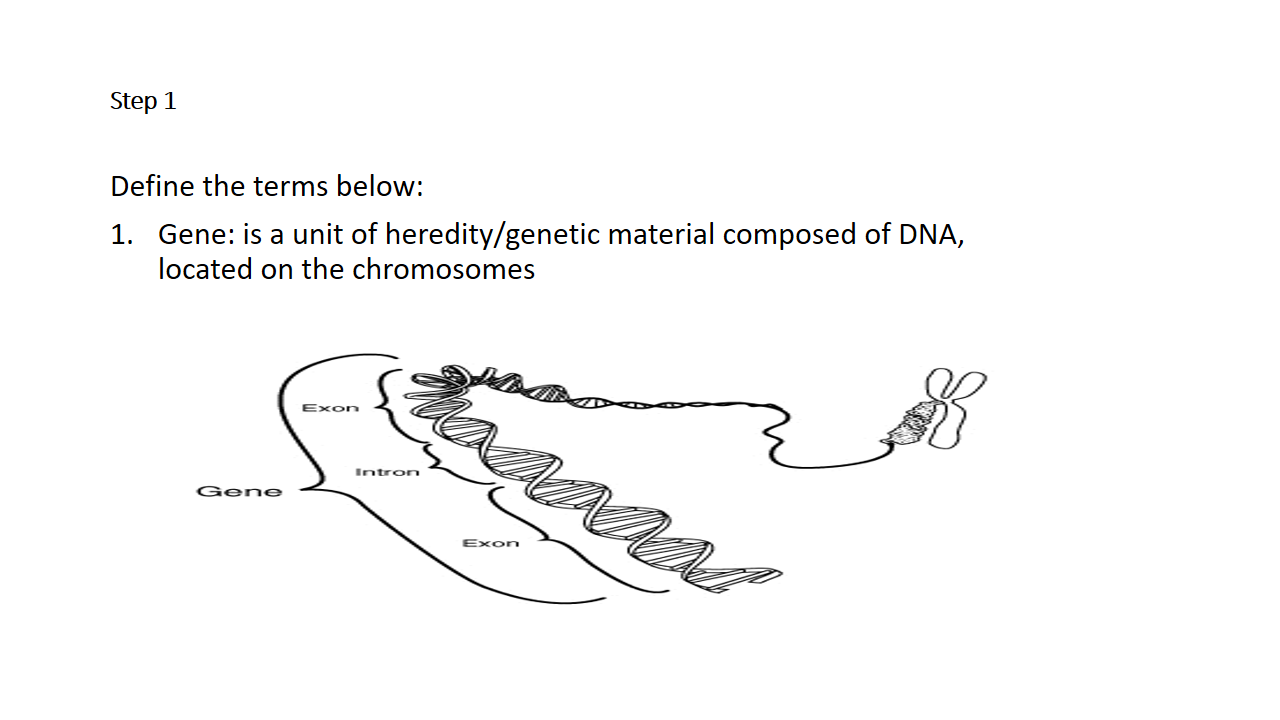 Step 1
Define the terms below:
1. Gene: is a unit of heredity/genetic material composed of DNA,
located on the chromosomes
Exon
Intron
Gene
Exon